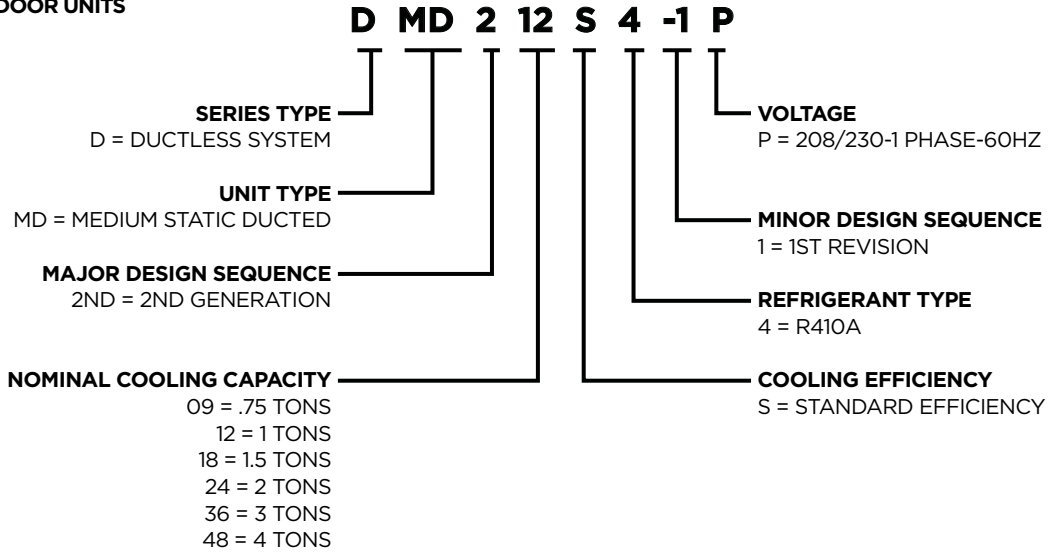 DOOR UNITS
D MD 2 12 S 4 -1 P
SERIES TYPE
D = DUCTLESS SYSTEM
UNIT TYPE
MD = MEDIUM STATIC DUCTED
MAJOR DESIGN SEQUENCE
2ND = 2ND GENERATION
NOMINAL COOLING CAPACITY
09 = .75 TONS
12 = 1 TONS
18 = 1.5 TONS
24 = 2 TONS
36 = 3 TONS
48 = 4 TONS
VOLTAGE
P = 208/230-1 PHASE-60HZ
MINOR DESIGN SEQUENCE
1 = 1ST REVISION
REFRIGERANT TYPE
4 = R410A
COOLING EFFICIENCY
S = STANDARD EFFICIENCY